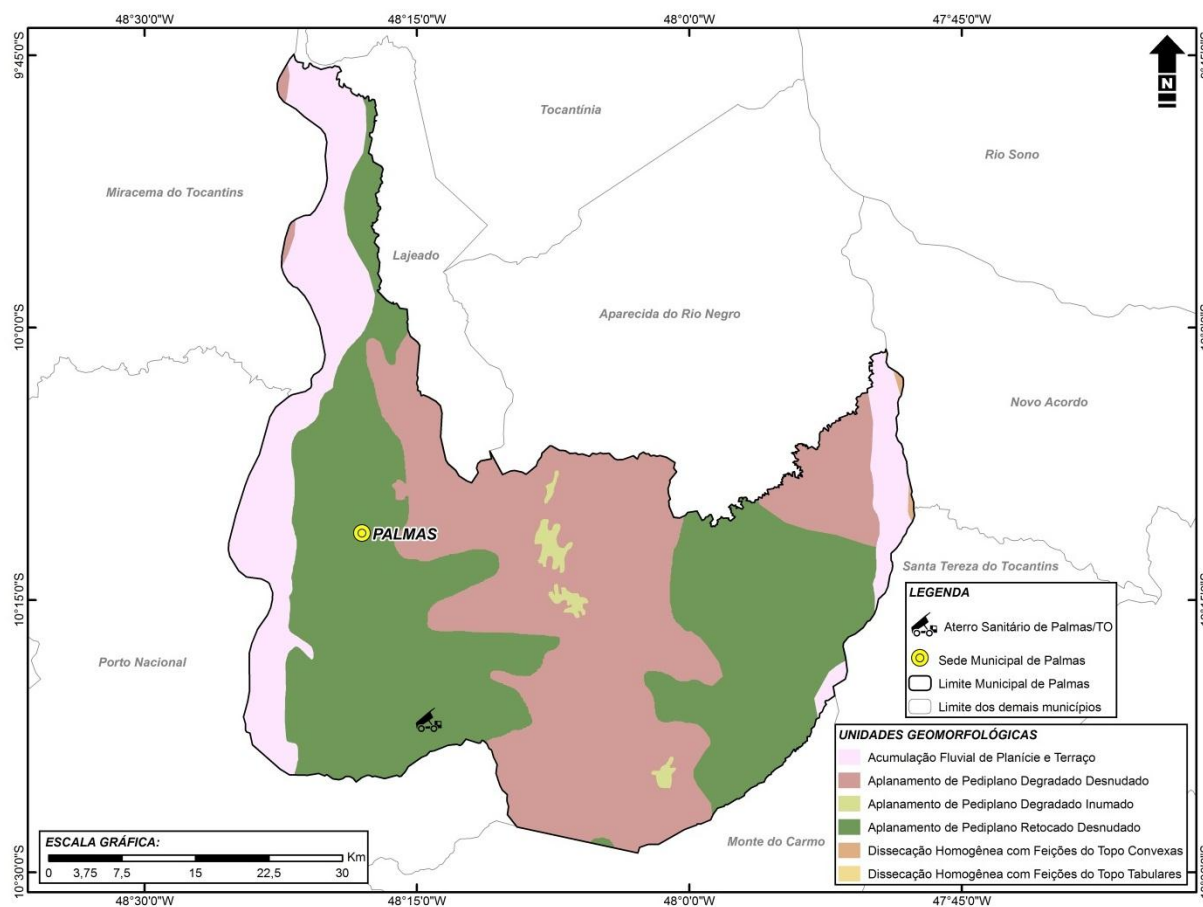 48°30'0"W 48°15'0"W 48°0'0"W 47°45'0"W
9°45'0"S
N
Tocantínia
Rio Sono
Miracema do Tocantins
Lajeado
Aparecida do Rio Negro
10°0'0"S
Novo Acordo
PALMAS
Santa Tereza do Tocantins
10°15'0"S
Porto Nacional
Monte do Carmo
LEGENDA
Aterro Sanitário de Palmas/TO
Sede Municipal de Palmas
Limite Municipal de Palmas
Limite dos demais municípios
UNIDADES GEOMORFOLÓGICAS
Acumulação Fluvial de Planície e Terraço
Aplanamento de Pediplano Degradado Desnudado
Aplanamento de Pediplano Degradado Inumado
Aplanamento de Pediplano Retocado Desnudado
Dissecação Homogênea com Feições do Topo Convexas
Dissecação Homogênea com Feições do Topo Tabulares
ESCALA GRÁFICA:
Km
0 3,75 7,5 15 22,5 30
10°30'0"S
48°30'0"W 48°15'0"W 48°0'0"W 47°45'0"W